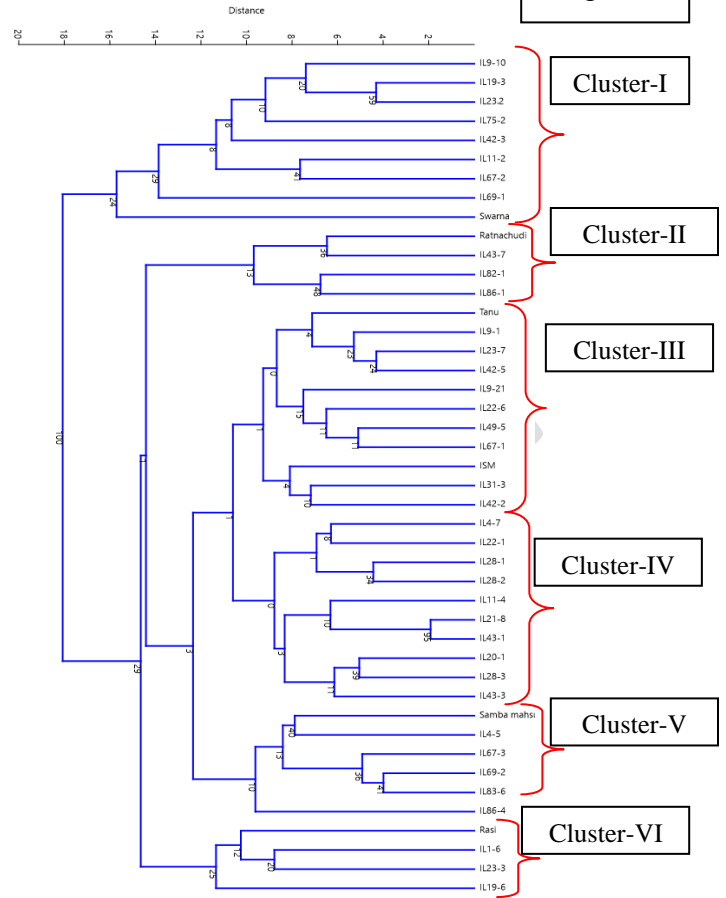 Distance
20 18 16 14 12 10 8 6 4 2
IL9-10
Cluster-I
20
IL19-3
59
IL23.2
10
IL75-2
8
IL42-3
8
IL11-2
41
IL67-2
29
IL69-1
24
Swarna
Ratnachudi
Cluster-II
36
IL43-7
13
IL82-1
48
IL86-1
Tanu
4
IL9-1
Cluster-III
23
IL23-7
24
IL42-5
0
IL9-21
15
IL22-6
11
IL49-5
100
11
IL67-1
1
11
ISM
4
IL31-3
10
IL42-2
1
IL4-7
8
IL22-1
1
IL28-1
Cluster-IV
34
IL28-2
0
IL11-4
10
IL21-8
95
IL43-1
3
3
IL20-1
29
39
IL28-3
11
IL43-3
Samba mahsi
Cluster-V
40
IL4-5
13
IL67-3
36
IL69-2
41
IL83-6
10
IL86-4
Rasi
Cluster-VI
12
IL1-6
20
IL23-3
25
IL19-6